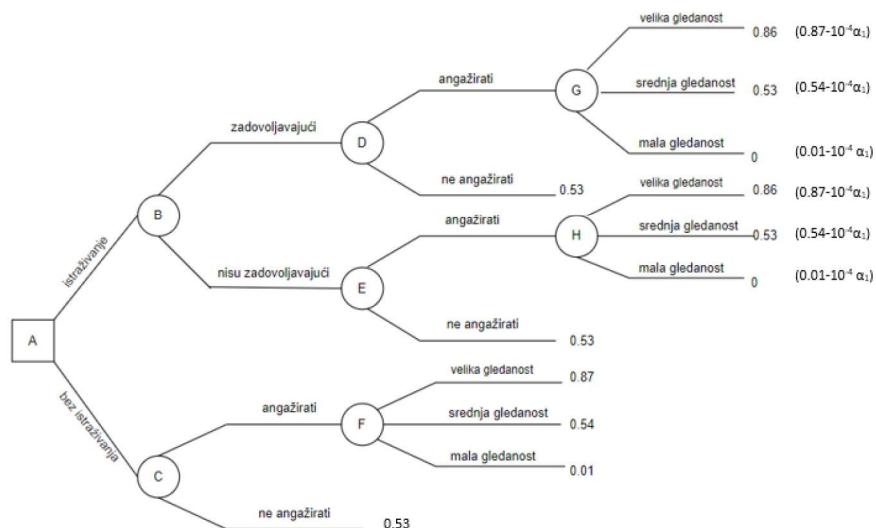 velika gledanost 0.86 (0.87-10⁻⁴α₁)
angažirati G srednja gledanost 0.53 (0.54-10⁻⁴α₁)
zadovoljavajući D mala gledanost 0 (0.01-10⁻⁴ α₁)
ne angažirati 0.53
velika gledanost 0.86 (0.87-10⁻⁴α₁)
B angažirati H srednja gledanost 0.53 (0.54-10⁻⁴α₁)
istraživanje
nisu zadovoljavajući E mala gledanost 0 (0.01-10⁻⁴ α₁)
ne angažirati 0.53
A
velika gledanost 0.87
bez istraživanja
angažirati F srednja gledanost 0.54
mala gledanost 0.01
C
ne angažirati 0.53